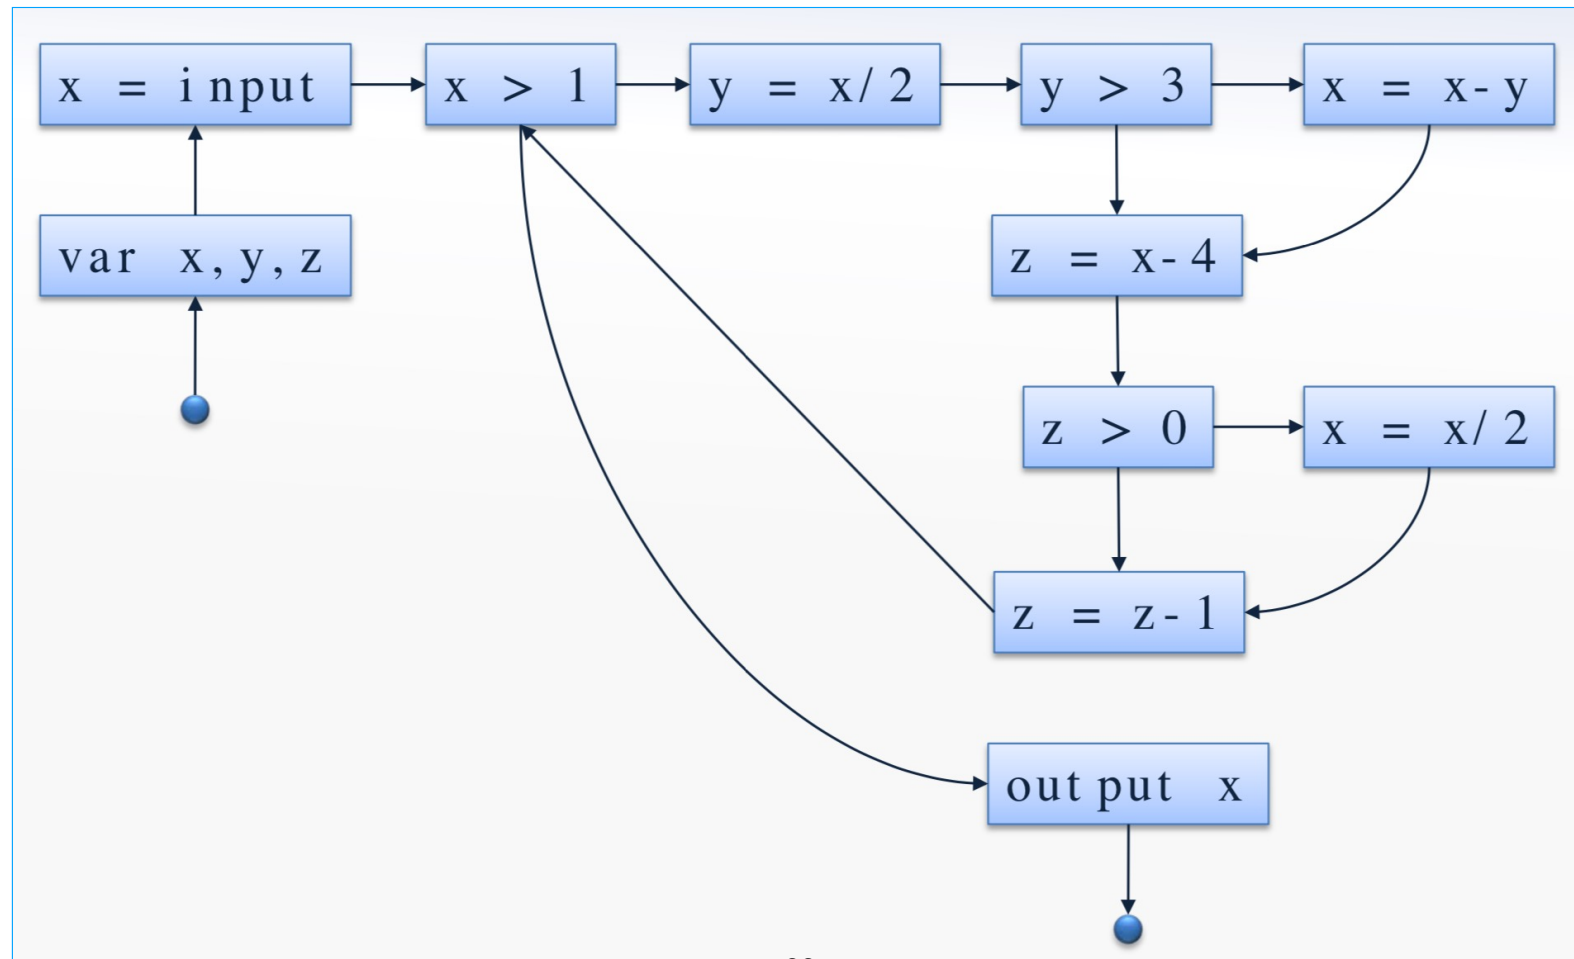 x = input
x > 1
y = x/2
y > 3
x = x-y
var x,y,z
z = x-4
z > 0
x = x/2
z = z-1
output x